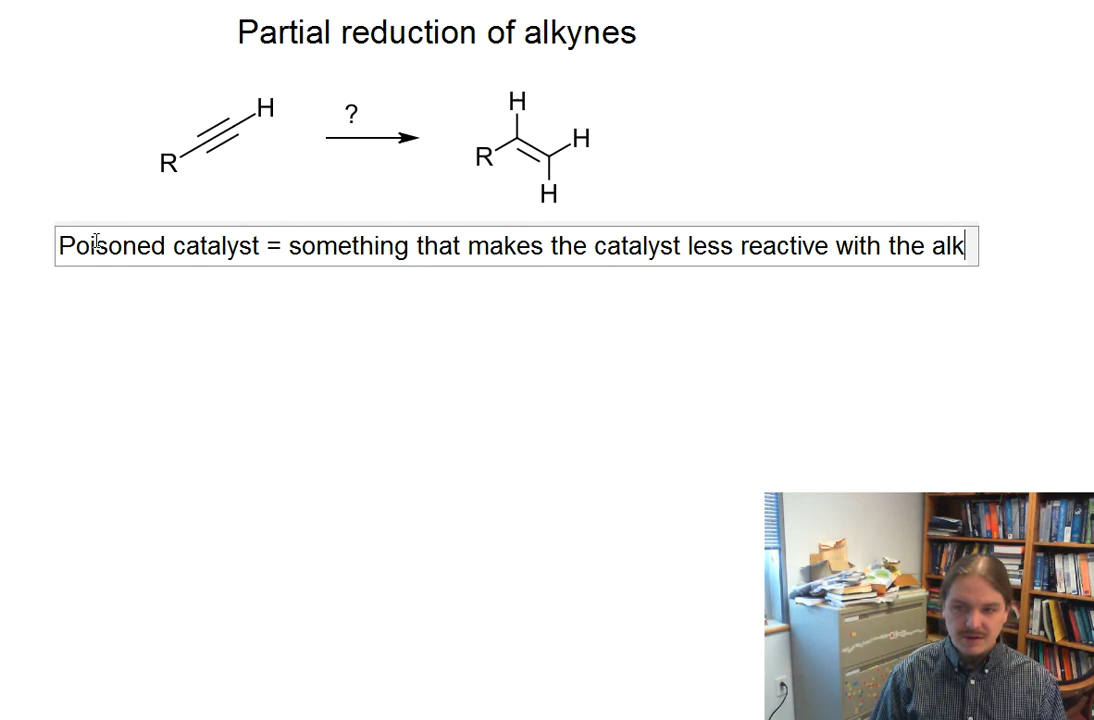 Partial reduction of alkynes
H
?
R
H
H
R
H
Poisoned catalyst = something that makes the catalyst less reactive with the alk